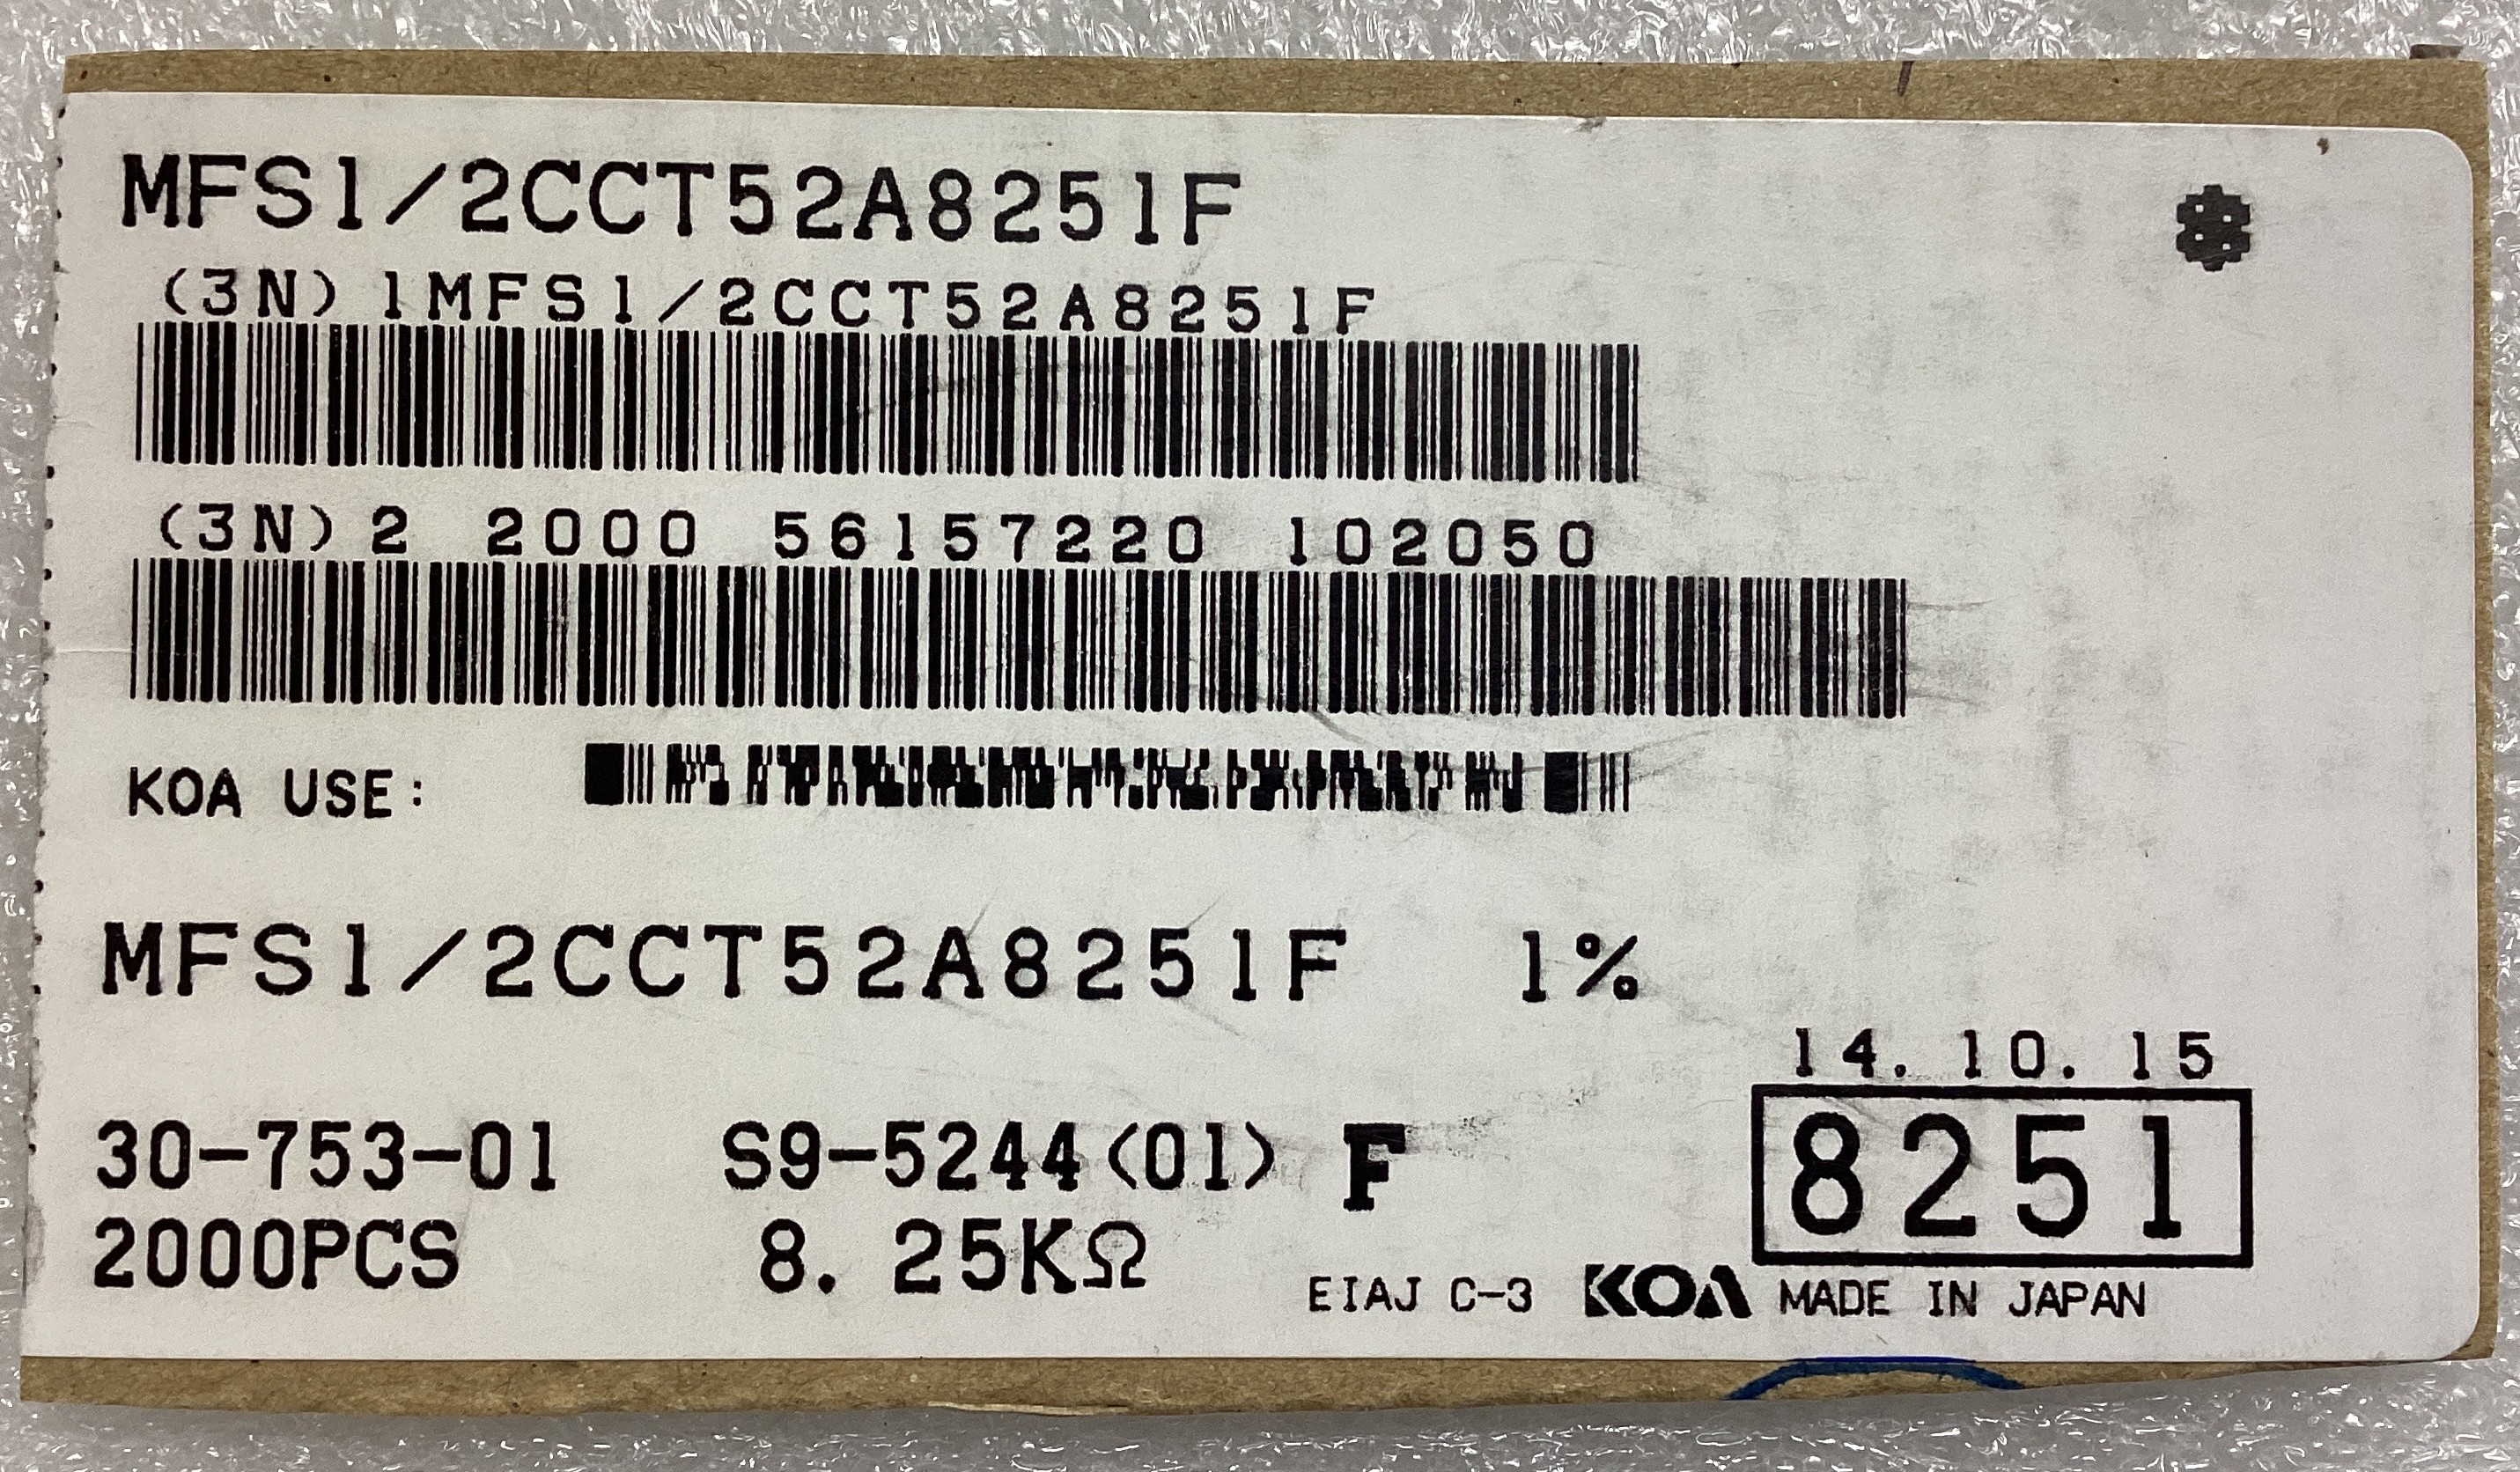 MFS1/2CCT52A8251F
(3N) 1MFS1/2CCT52A8251F
(3N) 2 2000 56157220 102050
KOA USE:
MFS1/2CCT52A8251F 1%
14. 10. 15
30-753-01 S9-5244(01) F 8251
2000PCS 8. 25KΩ
EIAJ C-3 KOA MADE IN JAPAN